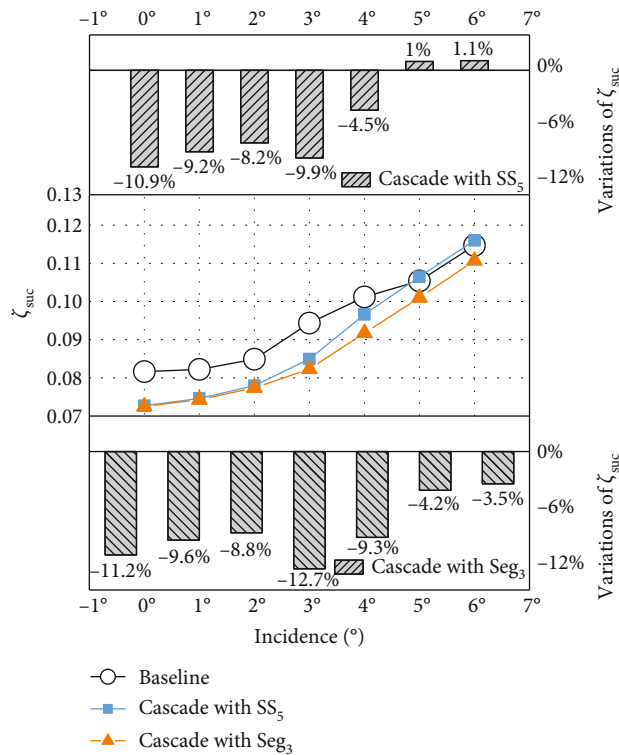 −1° 0° 1° 2° 3° 4° 5° 6° 7°
1% 1.1%
0%
−4.5%
−6%
−9.2% −8.2% −9.9%
−10.9%
Cascade with SS₅
−12%
Variations of ζsuc
0.13
0.12
0.11
0.10
0.09
0.08
0.07
ζsuc
0%
−4.2% −3.5%
−6%
−9.6% −8.8% −9.3%
−11.2% −12.7%
Cascade with Seg₃
−12%
Variations of ζsuc
−1° 0° 1° 2° 3° 4° 5° 6° 7°
Incidence (°)
Baseline
Cascade with SS₅
Cascade with Seg₃